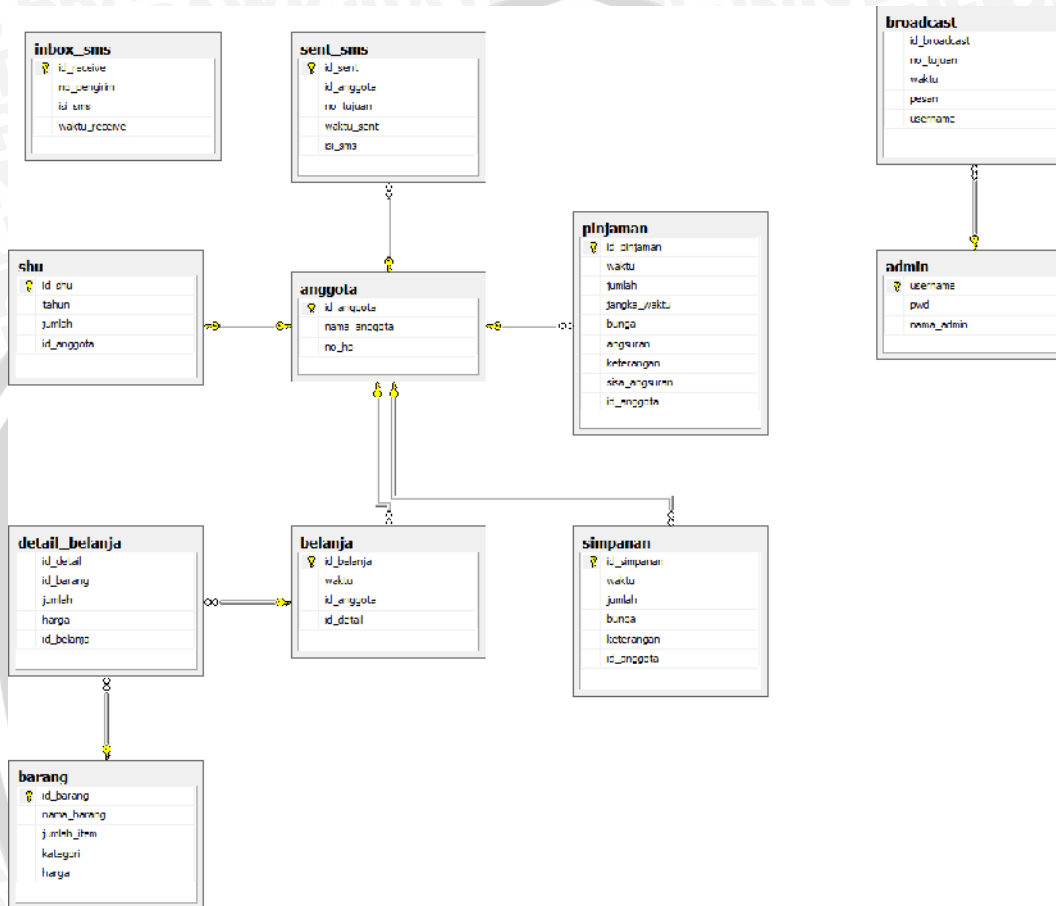 inbox_sms
id_receive
no_pengirim
isi_sms
waktu_receive
sent_sms
id_sent
id_anggota
no_tujuan
waktu_sent
isi_sms
broadcast
id_broadcast
no_tujuan
waktu
pesan
username
shu
id_shu
tahun
jumlah
id_anggota
anggota
id_anggota
nama_anggota
no_hp
pinjaman
id_pinjaman
waktu
jumlah
jangka_waktu
bunga
angsuran
keterangan
sisa_angsuran
id_anggota
admin
username
pwd
nama_admin
detail_belanja
id_detail
id_barang
jumlah
harga
id_belanja
belanja
id_belanja
waktu
id_anggota
id_detail
simpanan
id_simpanan
waktu
jumlah
bunga
keterangan
id_anggota
barang
id_barang
nama_barang
jumlah_item
kategori
harga